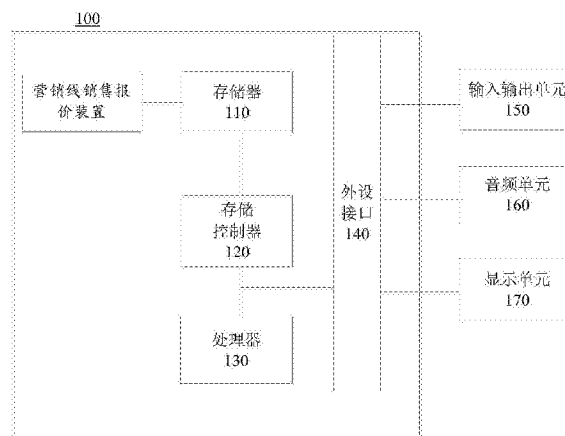 100
营销线销售报
价装置
存储器
110
存储
控制器
120
处理器
130
外设
接口
140
输入输出单元
150
音频单元
160
显示单元
170